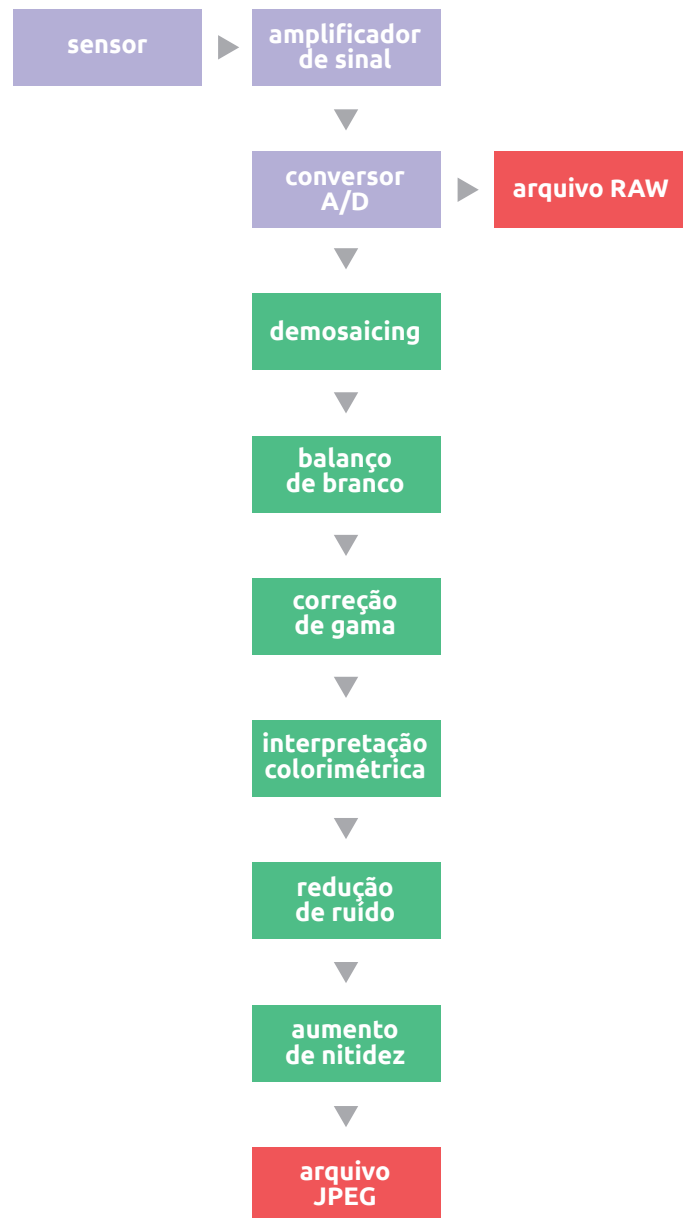 sensor
amplificador
de sinal
conversor
A/D
arquivo RAW
demosaicing
balanço
de branco
correção
de gama
interpretação
colorimétrica
redução
de ruído
aumento
de nitidez
arquivo
JPEG